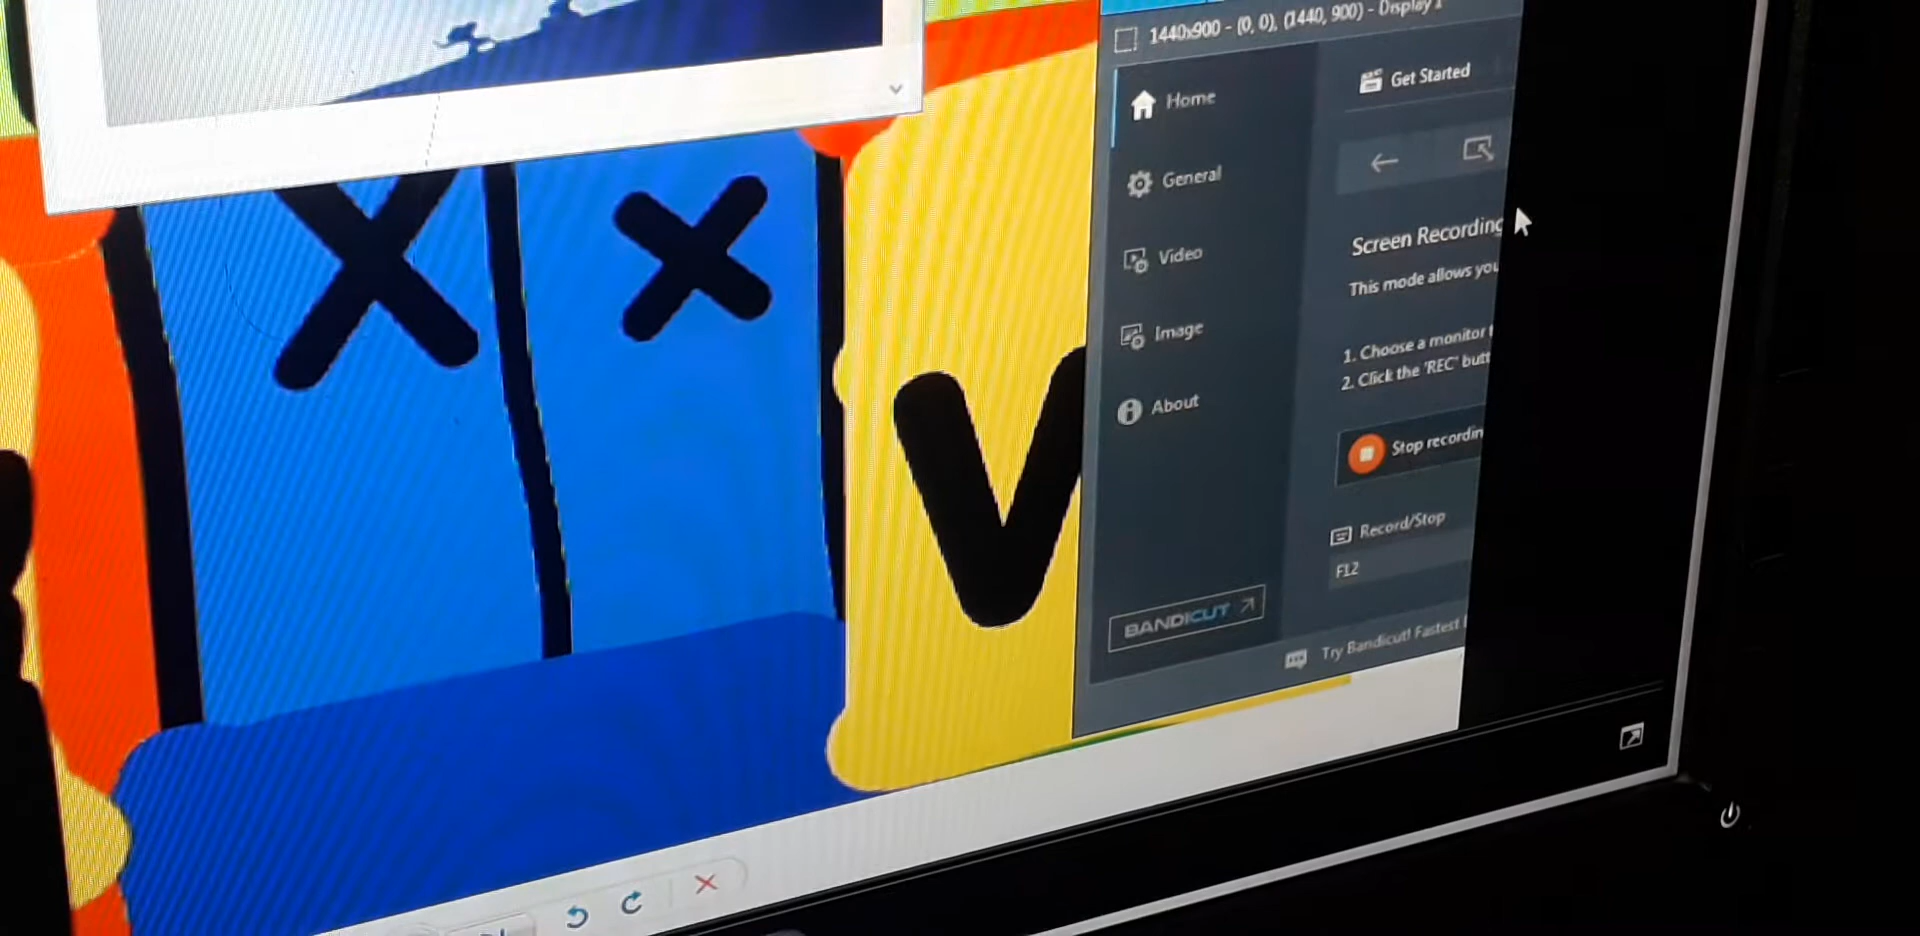 1440x900 - (0, 0), (1440, 900) - Display 1
Home
General
Video
Image
About
BANDICUT
Get Started
Screen Recording
This mode allows you
1. Choose a monitor
2. Click the 'REC' butt
Stop recordin
Record/Stop
F12
Try Bandicut! Fastest
X
x
V